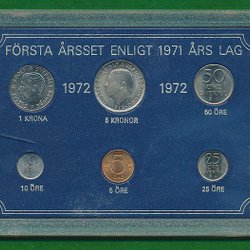 FÖRSTA ÅRSSET ENLIGT 1971 ÅRS LAG
1972 1972
1 KRONA
5 KRONOR
50 ÖRE
10 ÖRE
5 ÖRE
25 ÖRE
50
10
5
25